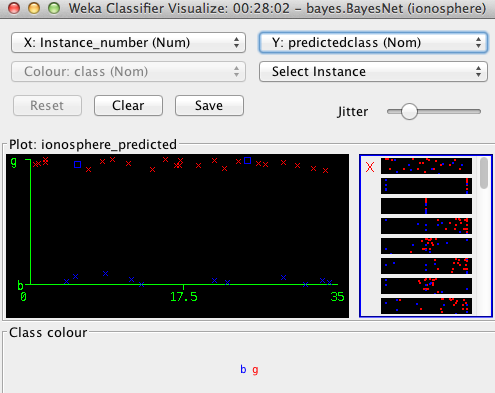 Weka Classifier Visualize: 00:28:02 – bayes.BayesNet (ionosphere)
X: Instance_number (Num) Y: predictedclass (Nom)
Colour: class (Nom) Select Instance
Reset Clear Save Jitter
Plot: ionosphere_predicted
g
X
b
0 17.5 35
Class colour
b g